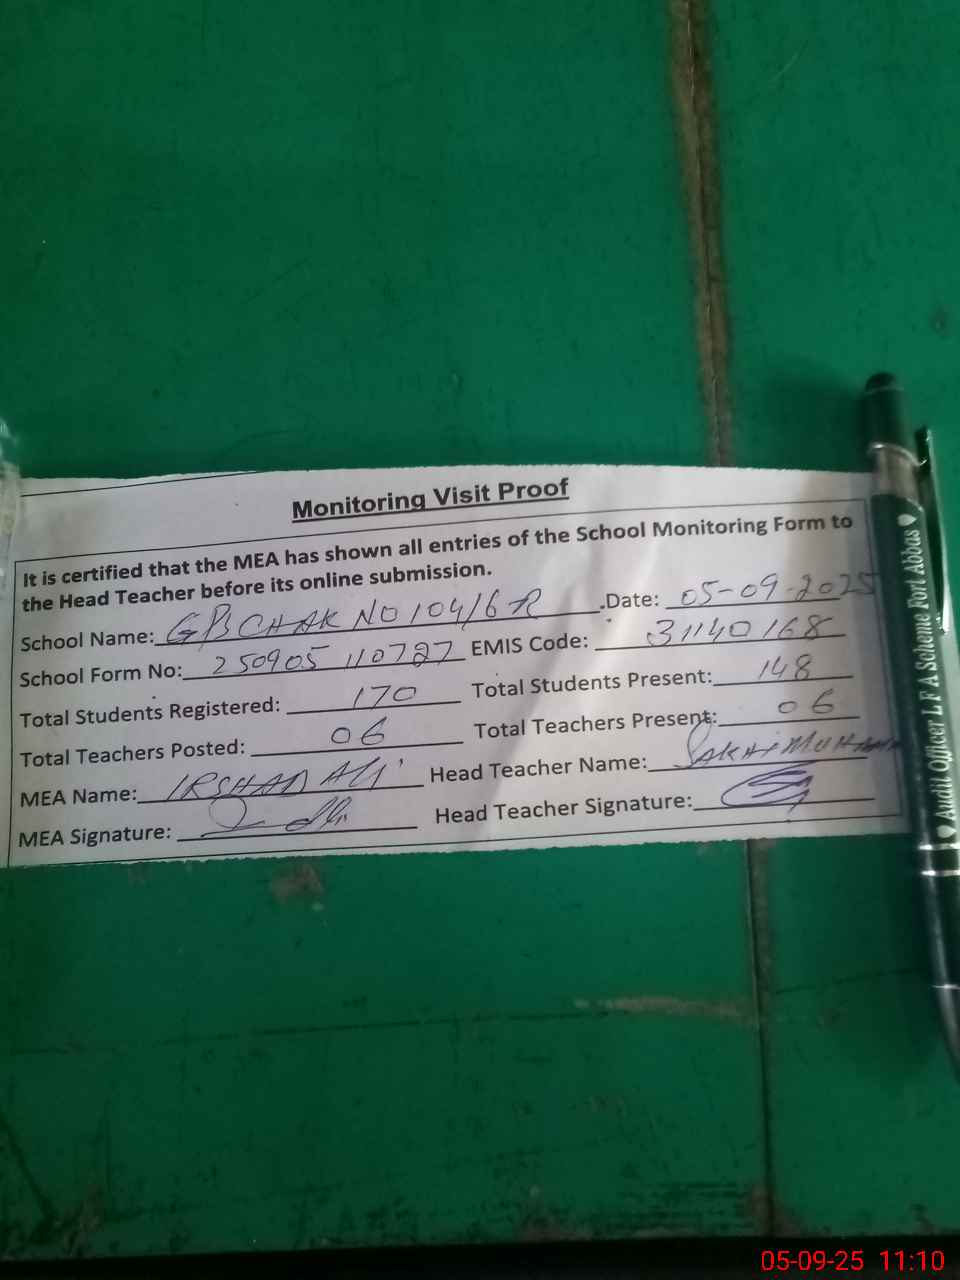 Monitoring Visit Proof
It is certified that the MEA has shown all entries of the School Monitoring Form to
the Head Teacher before its online submission.
School Name: GPS CHAK NO 104/6R .Date: 05-09-2025
School Form No: 250905 110727 EMIS Code: 31140168
Total Students Registered: 170 Total Students Present: 148
Total Teachers Posted: 06 Total Teachers Present: 06
MEA Name: IRSHAD ALI Head Teacher Name: SAKHI
MEA Signature: Head Teacher Signature:
Audit Officer L F A Scheme Fort Abbas
05-09-25 11:10